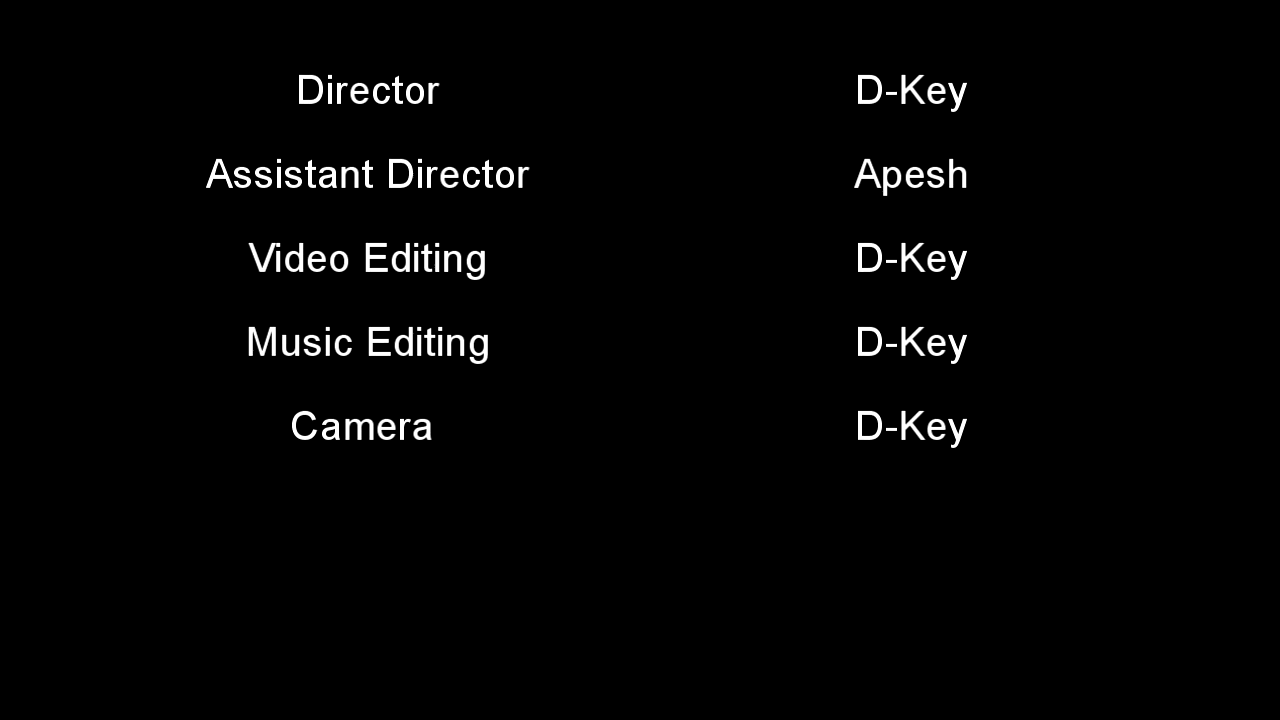 Director D-Key
Assistant Director Apesh
Video Editing D-Key
Music Editing D-Key
Camera D-Key